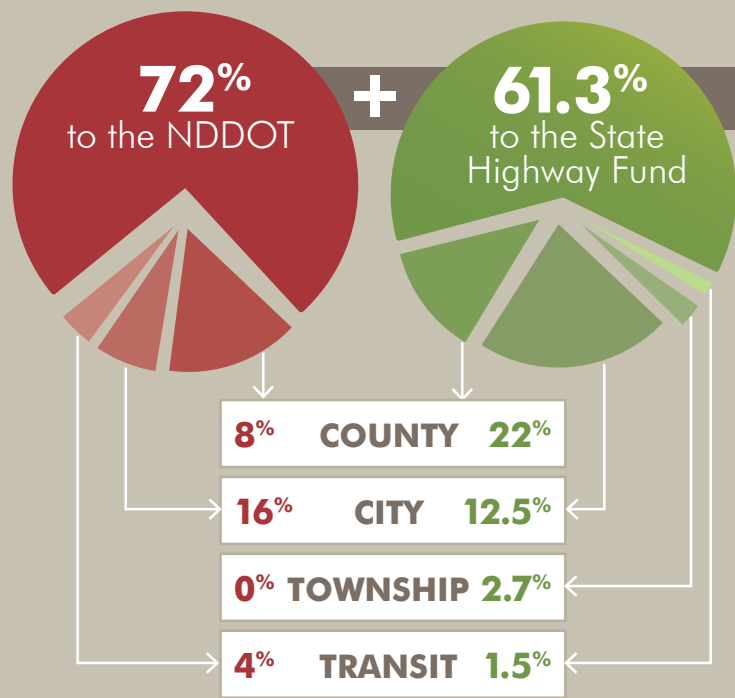 72%
to the NDDOT
+
61.3%
to the State
Highway Fund
8% COUNTY 22%
16% CITY 12.5%
0% TOWNSHIP 2.7%
4% TRANSIT 1.5%